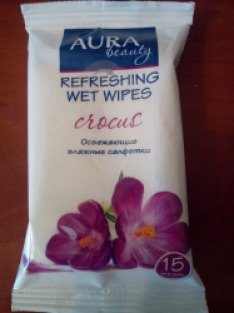 AURA
beauty
REFRESHING
WET WIPES
crocus
Освежающие
влажные салфетки
15